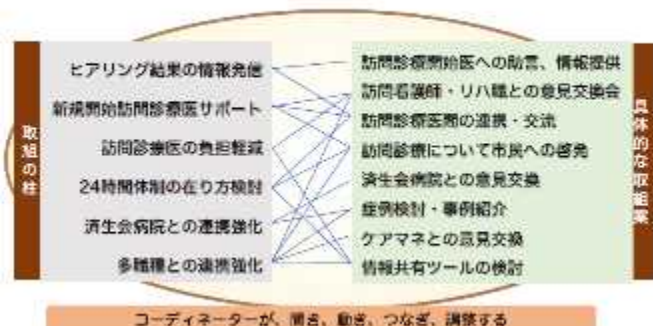 取組の柱
ヒアリング結果の情報発信
新規開始訪問診療医サポート
訪問診療医の負担軽減
24時間体制の在り方検討
済生会病院との連携強化
多職種との連携強化
訪問診療開始医への助言、情報提供
訪問看護師・リハ職との意見交換会
訪問診療医間の連携・交流
訪問診療について市民への啓発
済生会病院との意見交換
症例検討・事例紹介
ケアマネとの意見交換
情報共有ツールの検討
具体的な取組案
コーディネーターが、聞き、動き、つなぎ、調整する